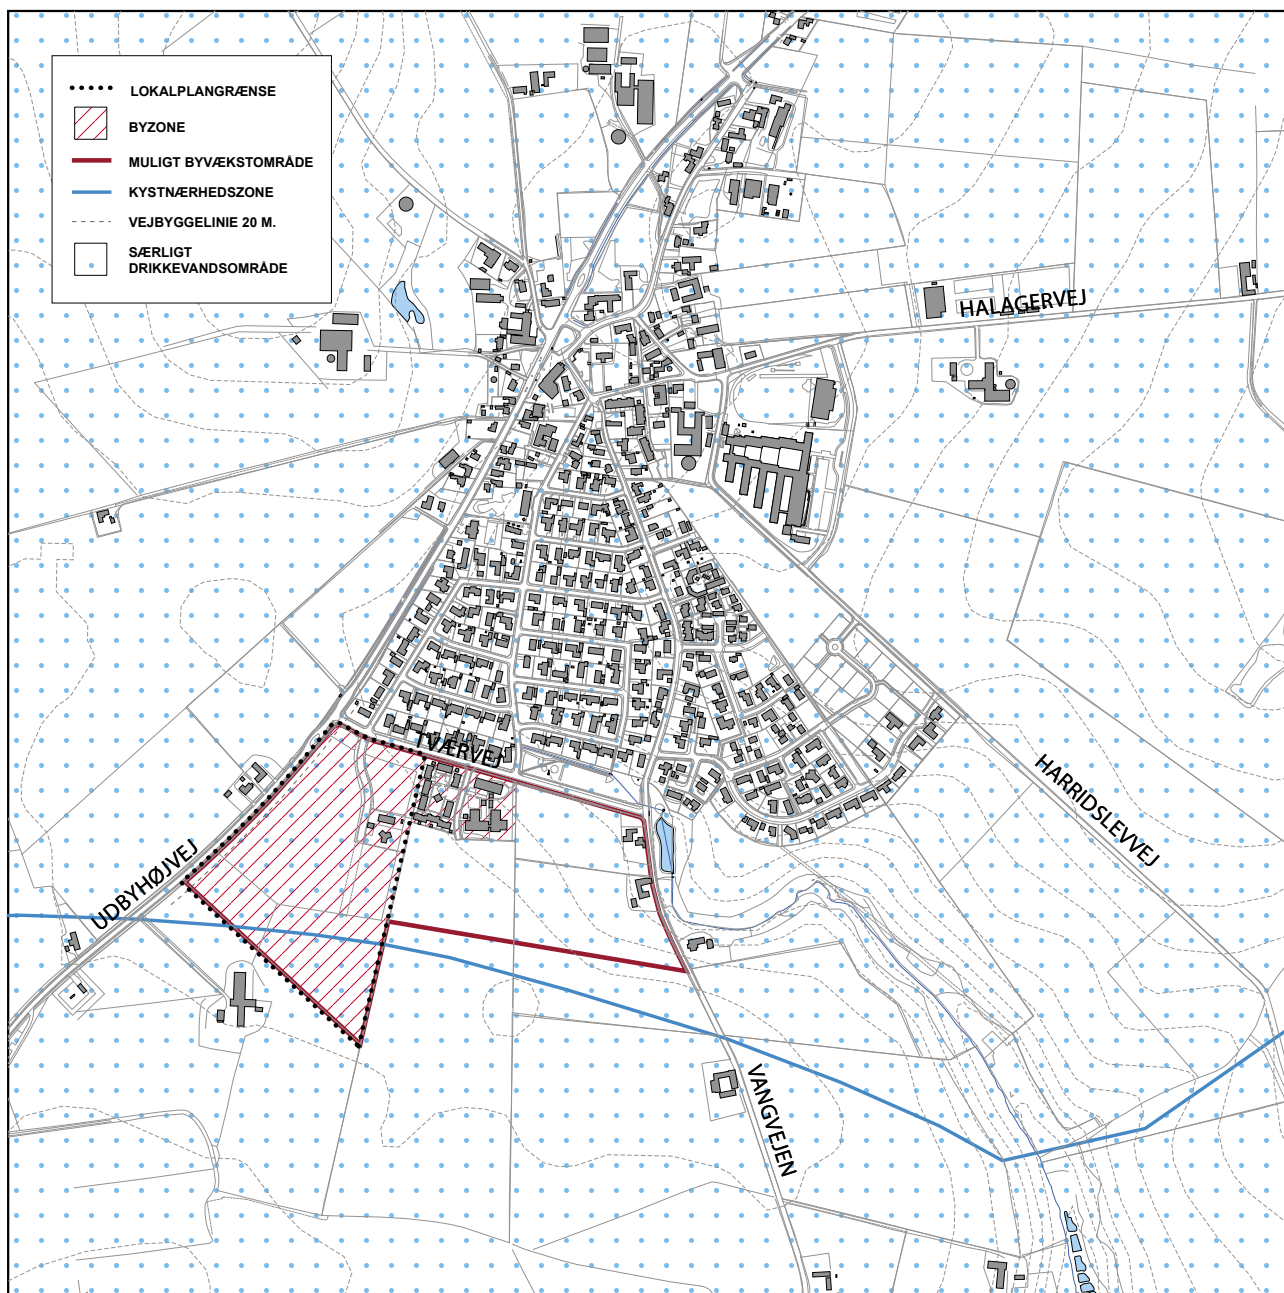 LOKALPLANGRÆNSE
BYZONE
MULIGT BYVÆKSTOMRÅDE
KYSTNÆRHEDSZONE
VEJBYGGELINIE 20 M.
SÆRLIGT
DRIKKEVANDSOMRÅDE
HALAGERVEJ
TVÆRVEJ
HARRIDSLEVVEJ
UDBYHØJVEJ
VANGVEJEN